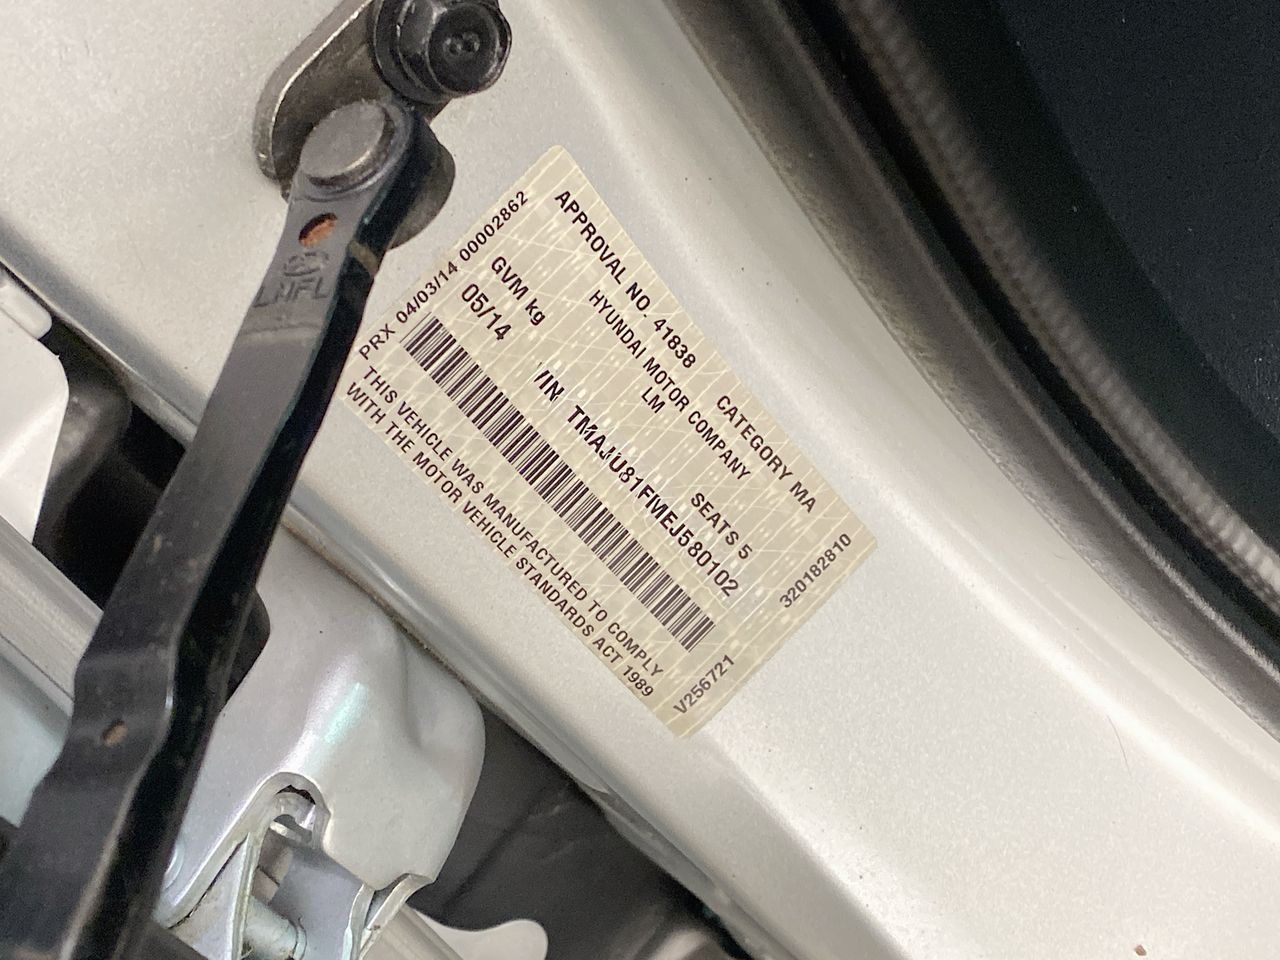 LHFL
APPROVAL NO. 41838 CATEGORY MA
HYUNDAI MOTOR COMPANY
LM SEATS 5
GVM kg
05/14 VIN TMAJU81FMEJ580102
THIS VEHICLE WAS MANUFACTURED TO COMPLY
WITH THE MOTOR VEHICLE STANDARDS ACT 1989
PRX 04/03/14 00002862
V256721 320182810